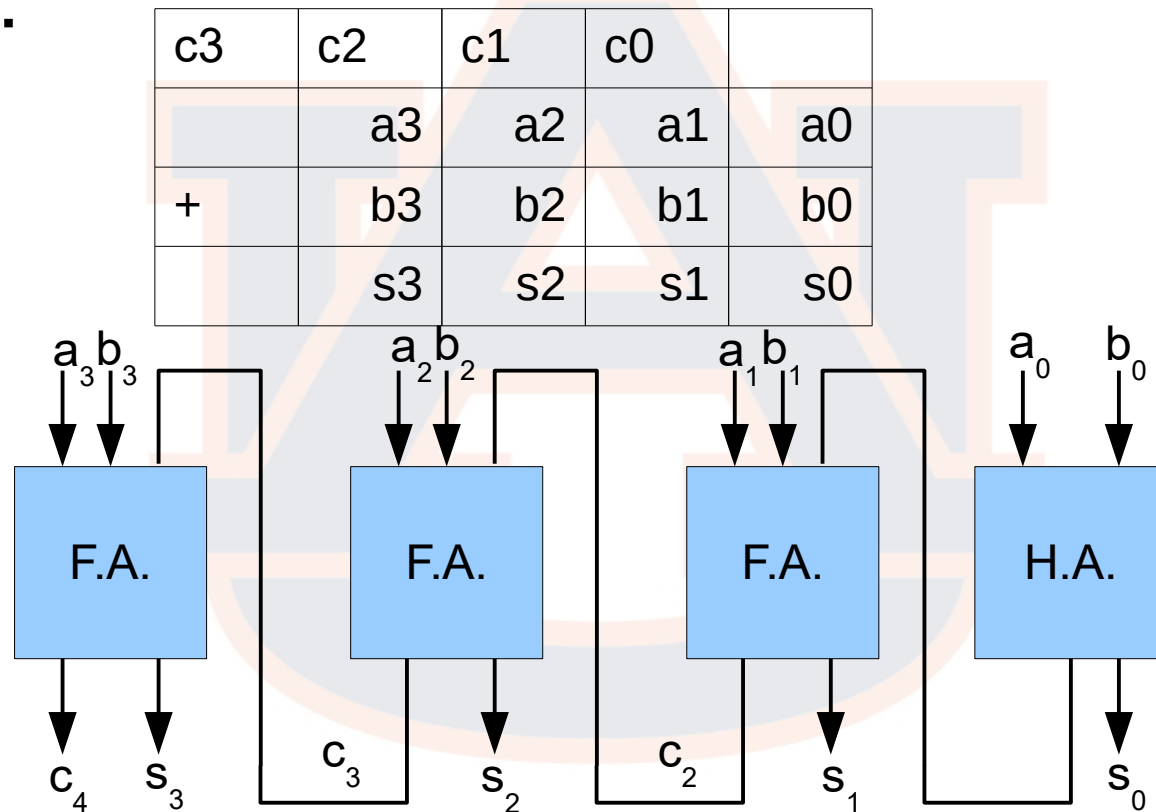 .
c3 c2 c1 c0
a3 a2 a1 a0
+ b3 b2 b1 b0
s3 s2 s1 s0
a3 b3 a2 b2 a1 b1 a0 b0
F.A. F.A. F.A. H.A.
c4 s3 c3 s2 c2 s1 s0